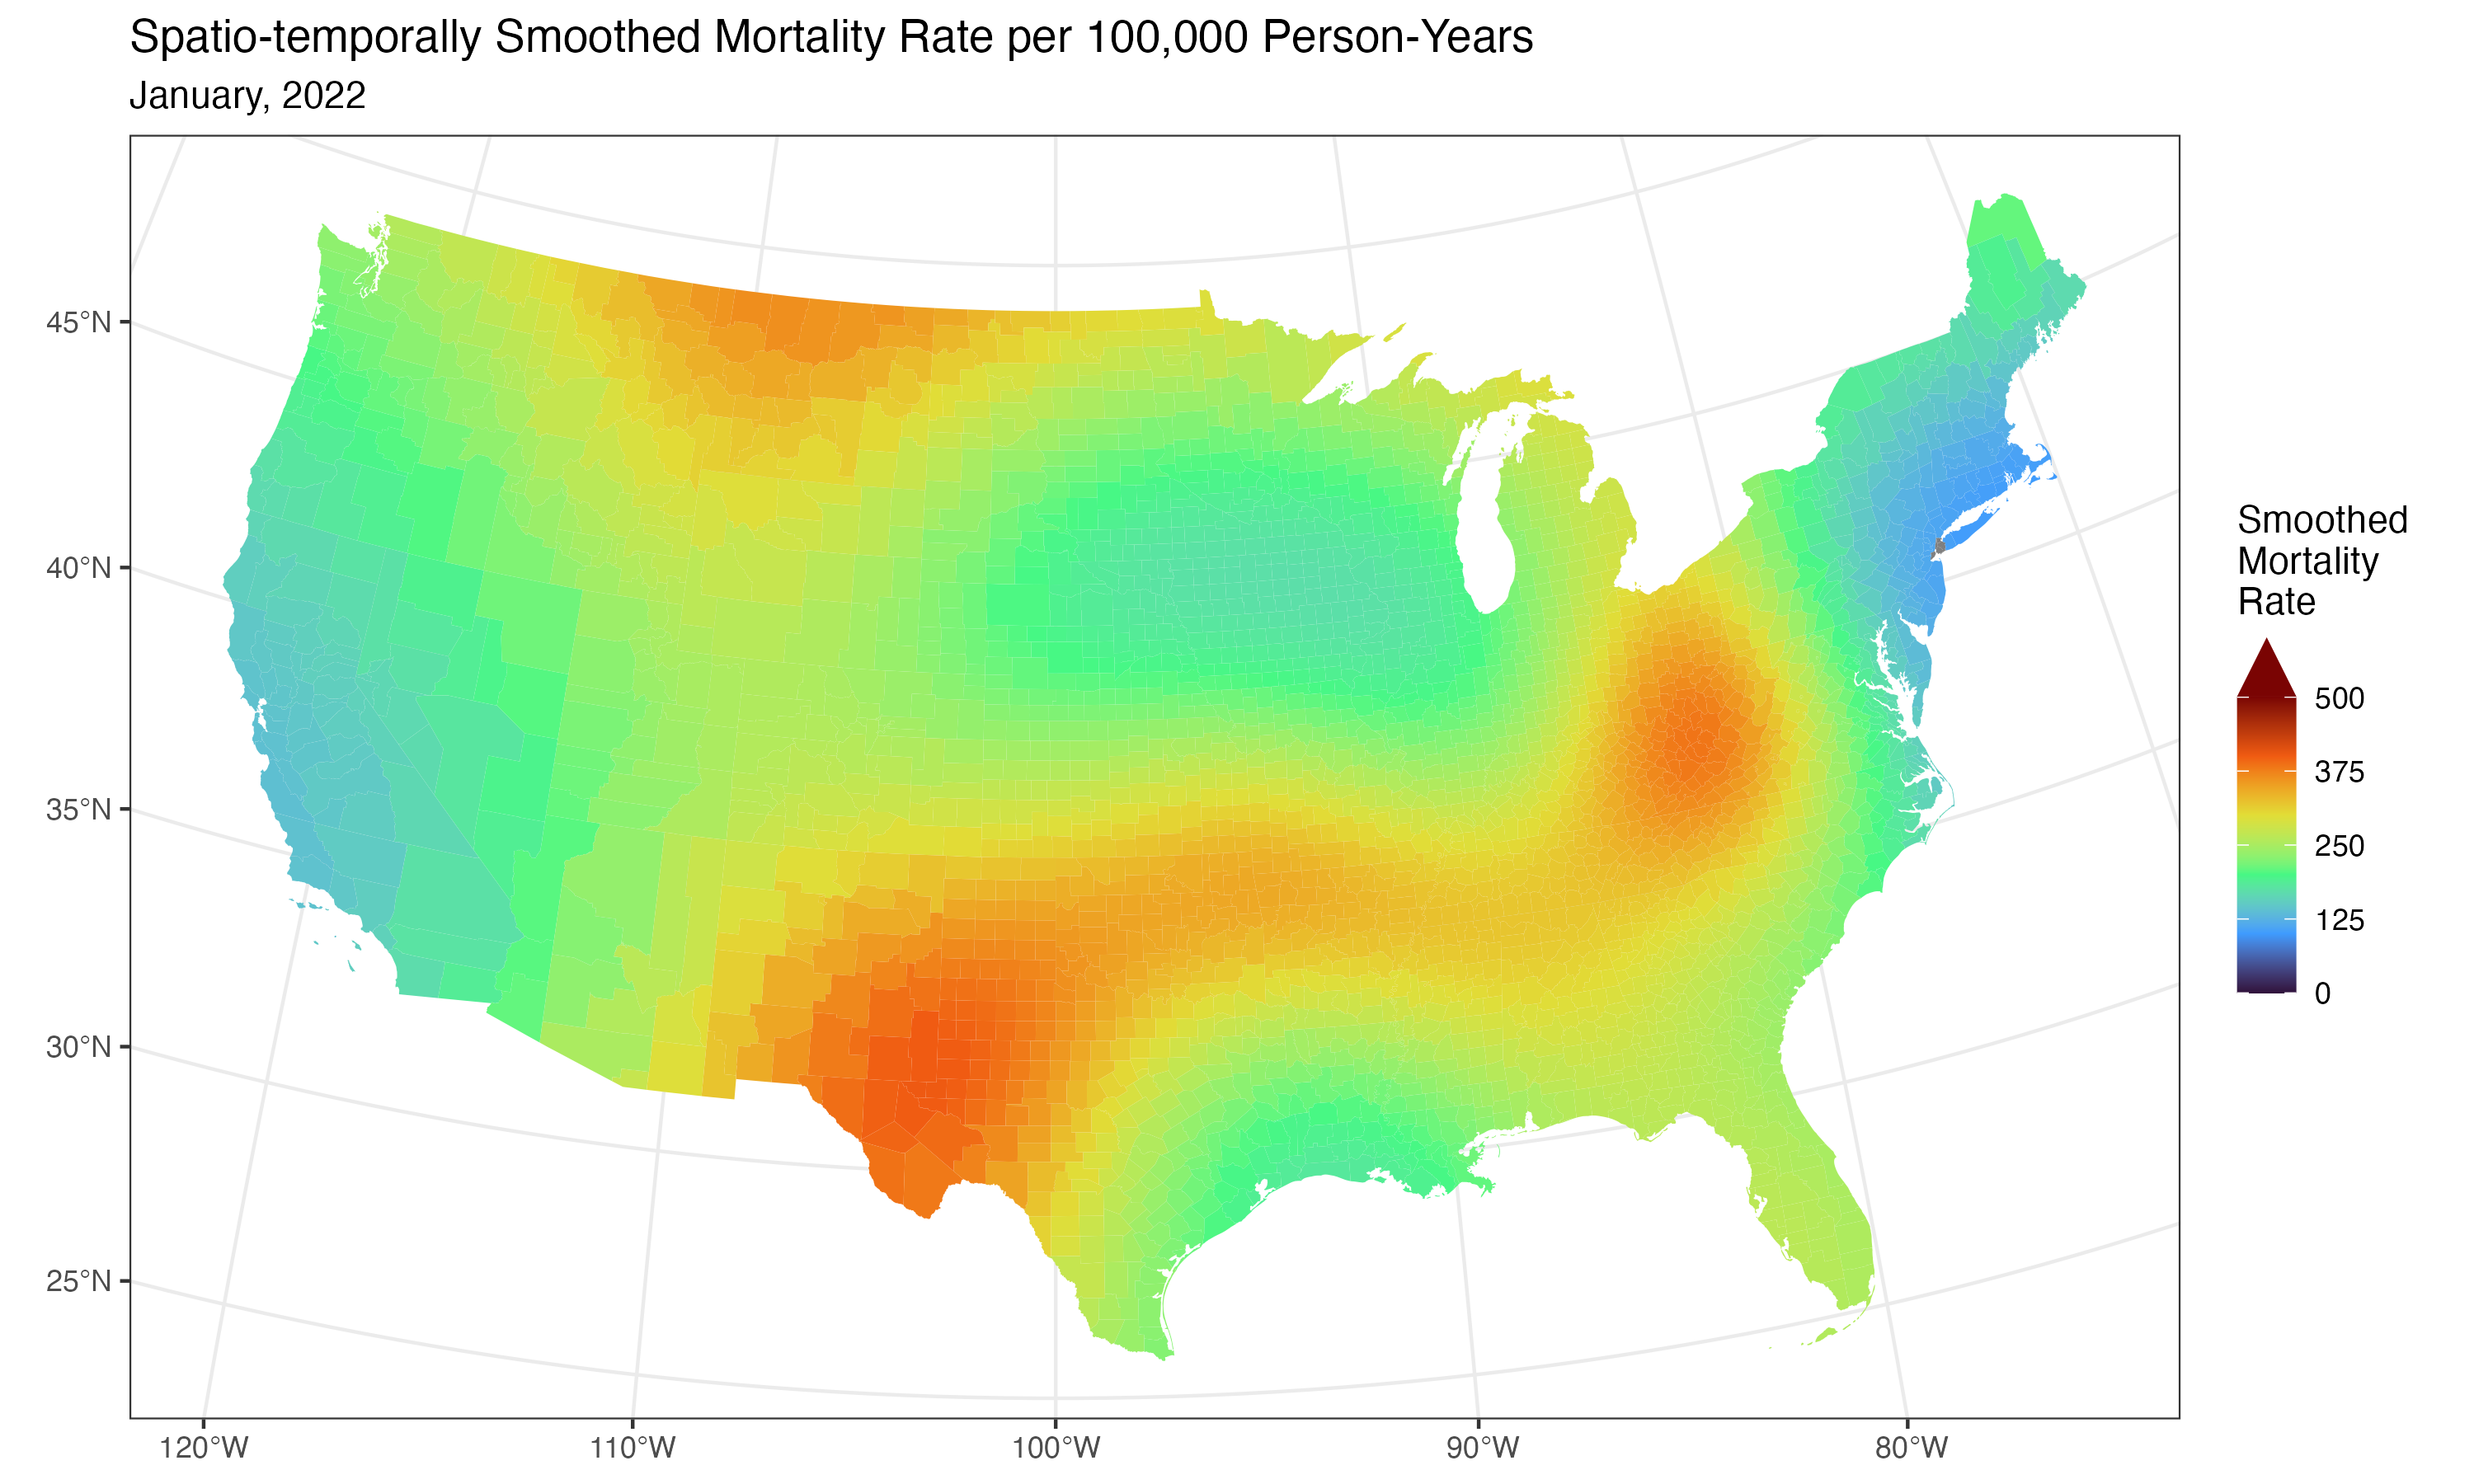 Spatio-temporally Smoothed Mortality Rate per 100,000 Person-Years
January, 2022
45°N
40°N
35°N
30°N
25°N
120°W
110°W
100°W
90°W
80°W
Smoothed
Mortality
Rate
500
375
250
125
0